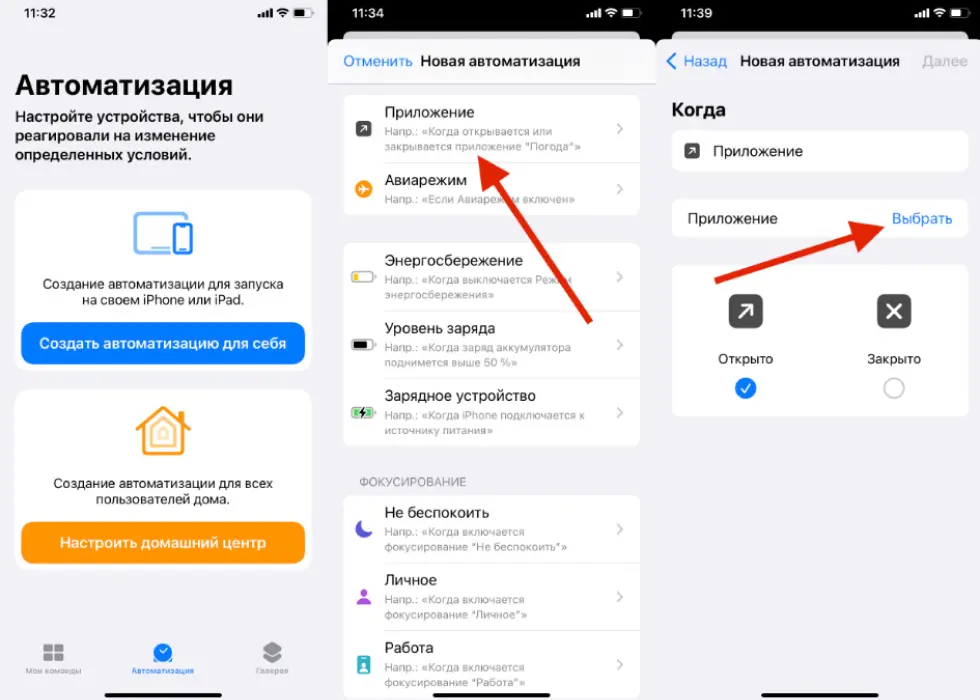 11:32
Автоматизация
Настройте устройства, чтобы они
реагировали на изменение
определенных условий.
Создание автоматизации для запуска
на своем iPhone или iPad.
Создать автоматизацию для себя
Создание автоматизации для всех
пользователей дома.
Настроить домашний центр
Мои команды
Автоматизация
Галерея
11:34
Отменить
Новая автоматизация
Приложение
Напр.: «Когда открывается или
закрывается приложение "Погода"»
Авиарежим
Напр.: «Если Авиарежим включен»
Энергосбережение
Напр.: «Когда выключается Режим
энергосбережения»
Уровень заряда
Напр.: «Когда заряд аккумулятора
поднимется выше 50 %»
Зарядное устройство
Напр.: «Когда iPhone подключается к
источнику питания»
ФОКУСИРОВАНИЕ
Не беспокоить
Напр.: «Когда включается
фокусирование "Не беспокоить"»
Личное
Напр.: «Когда включается
фокусирование "Личное"»
Работа
Напр.: «Когда включается
фокусирование "Работа"»
11:39
Назад
Новая автоматизация
Далее
Когда
Приложение
Приложение
Выбрать
Открыто
Закрыто